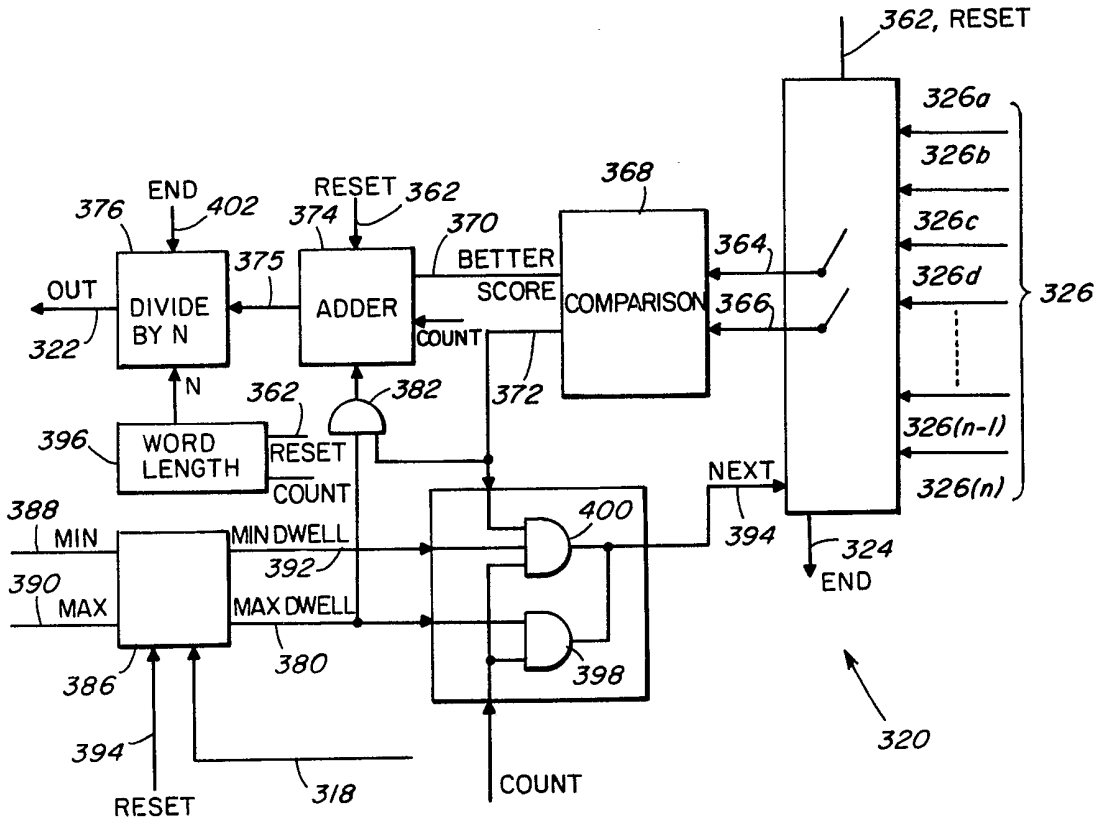 362, RESET
326a
326b
326c
326d
326
326(n-1)
326(n)
368
364
366
COMPARISON
END
376
402
RESET
374
362
370
BETTER
SCORE
375
OUT
DIVIDE
BY N
322
ADDER
COUNT
372
382
N
362
RESET
396
WORD
LENGTH
COUNT
388
MIN
MIN DWELL
392
390
MAX
MAX DWELL
380
386
400
398
NEXT
394
324
END
394
RESET
318
COUNT
320